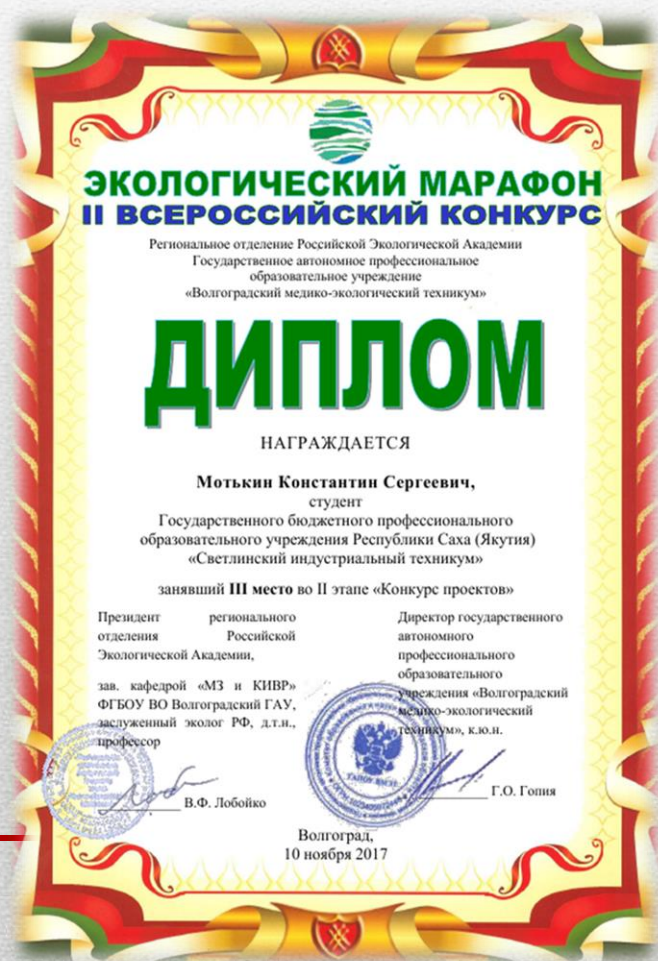 ЭКОЛОГИЧЕСКИЙ МАРАФОН
II ВСЕРОССИЙСКИЙ КОНКУРС
Региональное отделение Российской Экологической Академии
Государственное автономное профессиональное
образовательное учреждение
«Волгоградский медико-экологический техникум»
ДИПЛОМ
НАГРАЖДАЕТСЯ
Мотькин Константин Сергеевич,
студент
Государственного бюджетного профессионального
образовательного учреждения Республики Саха (Якутия)
«Светлинский индустриальный техникум»
занявший III место во II этапе «Конкурс проектов»
Президент регионального
отделения Российской
Экологической Академии,
зав. кафедрой «МЗ и КИВР»
ФГБОУ ВО Волгоградский ГАУ,
заслуженный эколог РФ, д.т.н.,
профессор
В.Ф. Лобойко
Директор государственного
автономного
профессионального
образовательного
учреждения «Волгоградский
медико-экологический
техникум», к.ю.н.
Г.О. Гопия
Волгоград,
10 ноября 2017